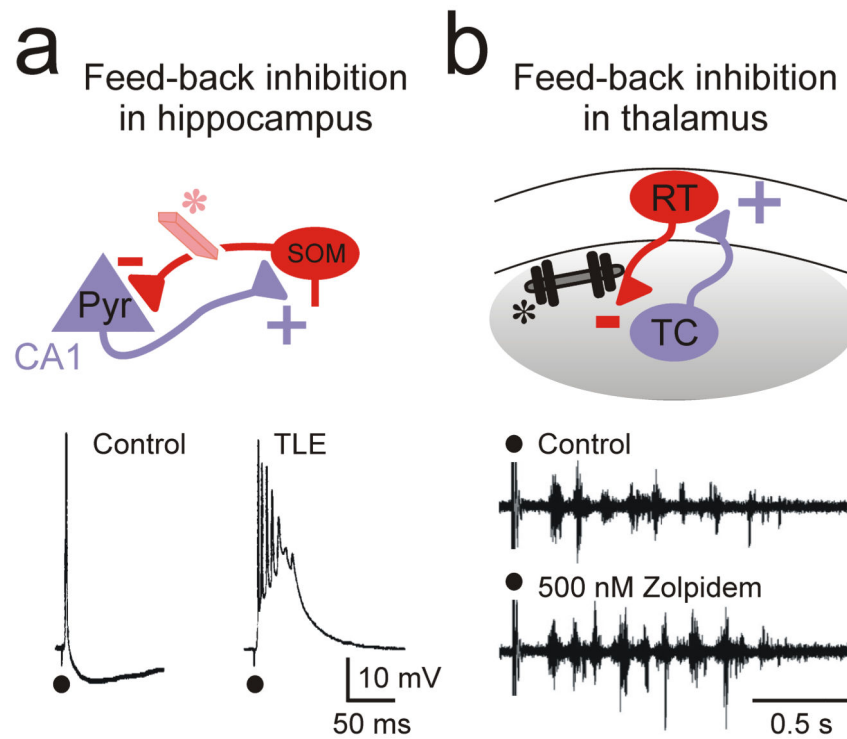 a
Feed-back inhibition
in hippocampus
*
SOM
−
Pyr
+
CA1
Control
TLE
10 mV
50 ms
b
Feed-back inhibition
in thalamus
RT
+
*
−
TC
Control
500 nM Zolpidem
0.5 s